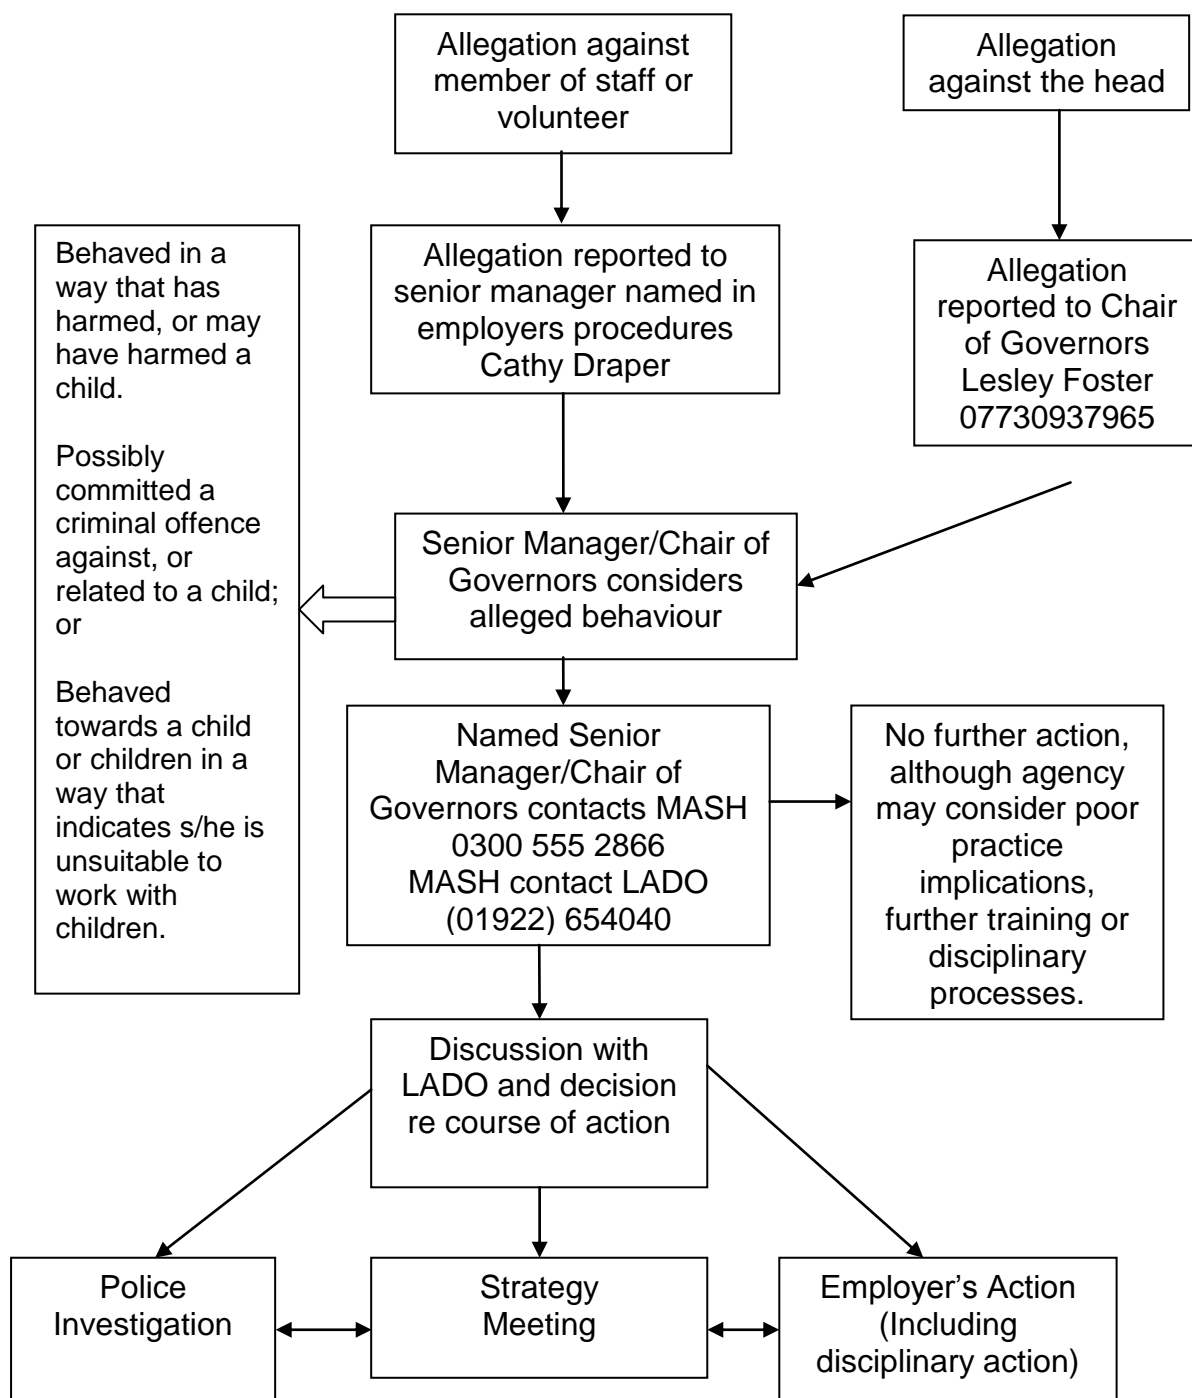 Allegation against
member of staff or
volunteer
Allegation
against the head
Behaved in a
way that has
harmed, or may
have harmed a
child.
Possibly
committed a
criminal offence
against, or
related to a child;
or
Behaved
towards a child
or children in a
way that
indicates s/he is
unsuitable to
work with
children.
Allegation reported to
senior manager named in
employers procedures
Cathy Draper
Allegation
reported to Chair
of Governors
Lesley Foster
07730937965
Senior Manager/Chair of
Governors considers
alleged behaviour
Named Senior
Manager/Chair of
Governors contacts MASH
0300 555 2866
MASH contact LADO
(01922) 654040
No further action,
although agency
may consider poor
practice
implications,
further training or
disciplinary
processes.
Discussion with
LADO and decision
re course of action
Police
Investigation
Strategy
Meeting
Employer’s Action
(Including
disciplinary action)